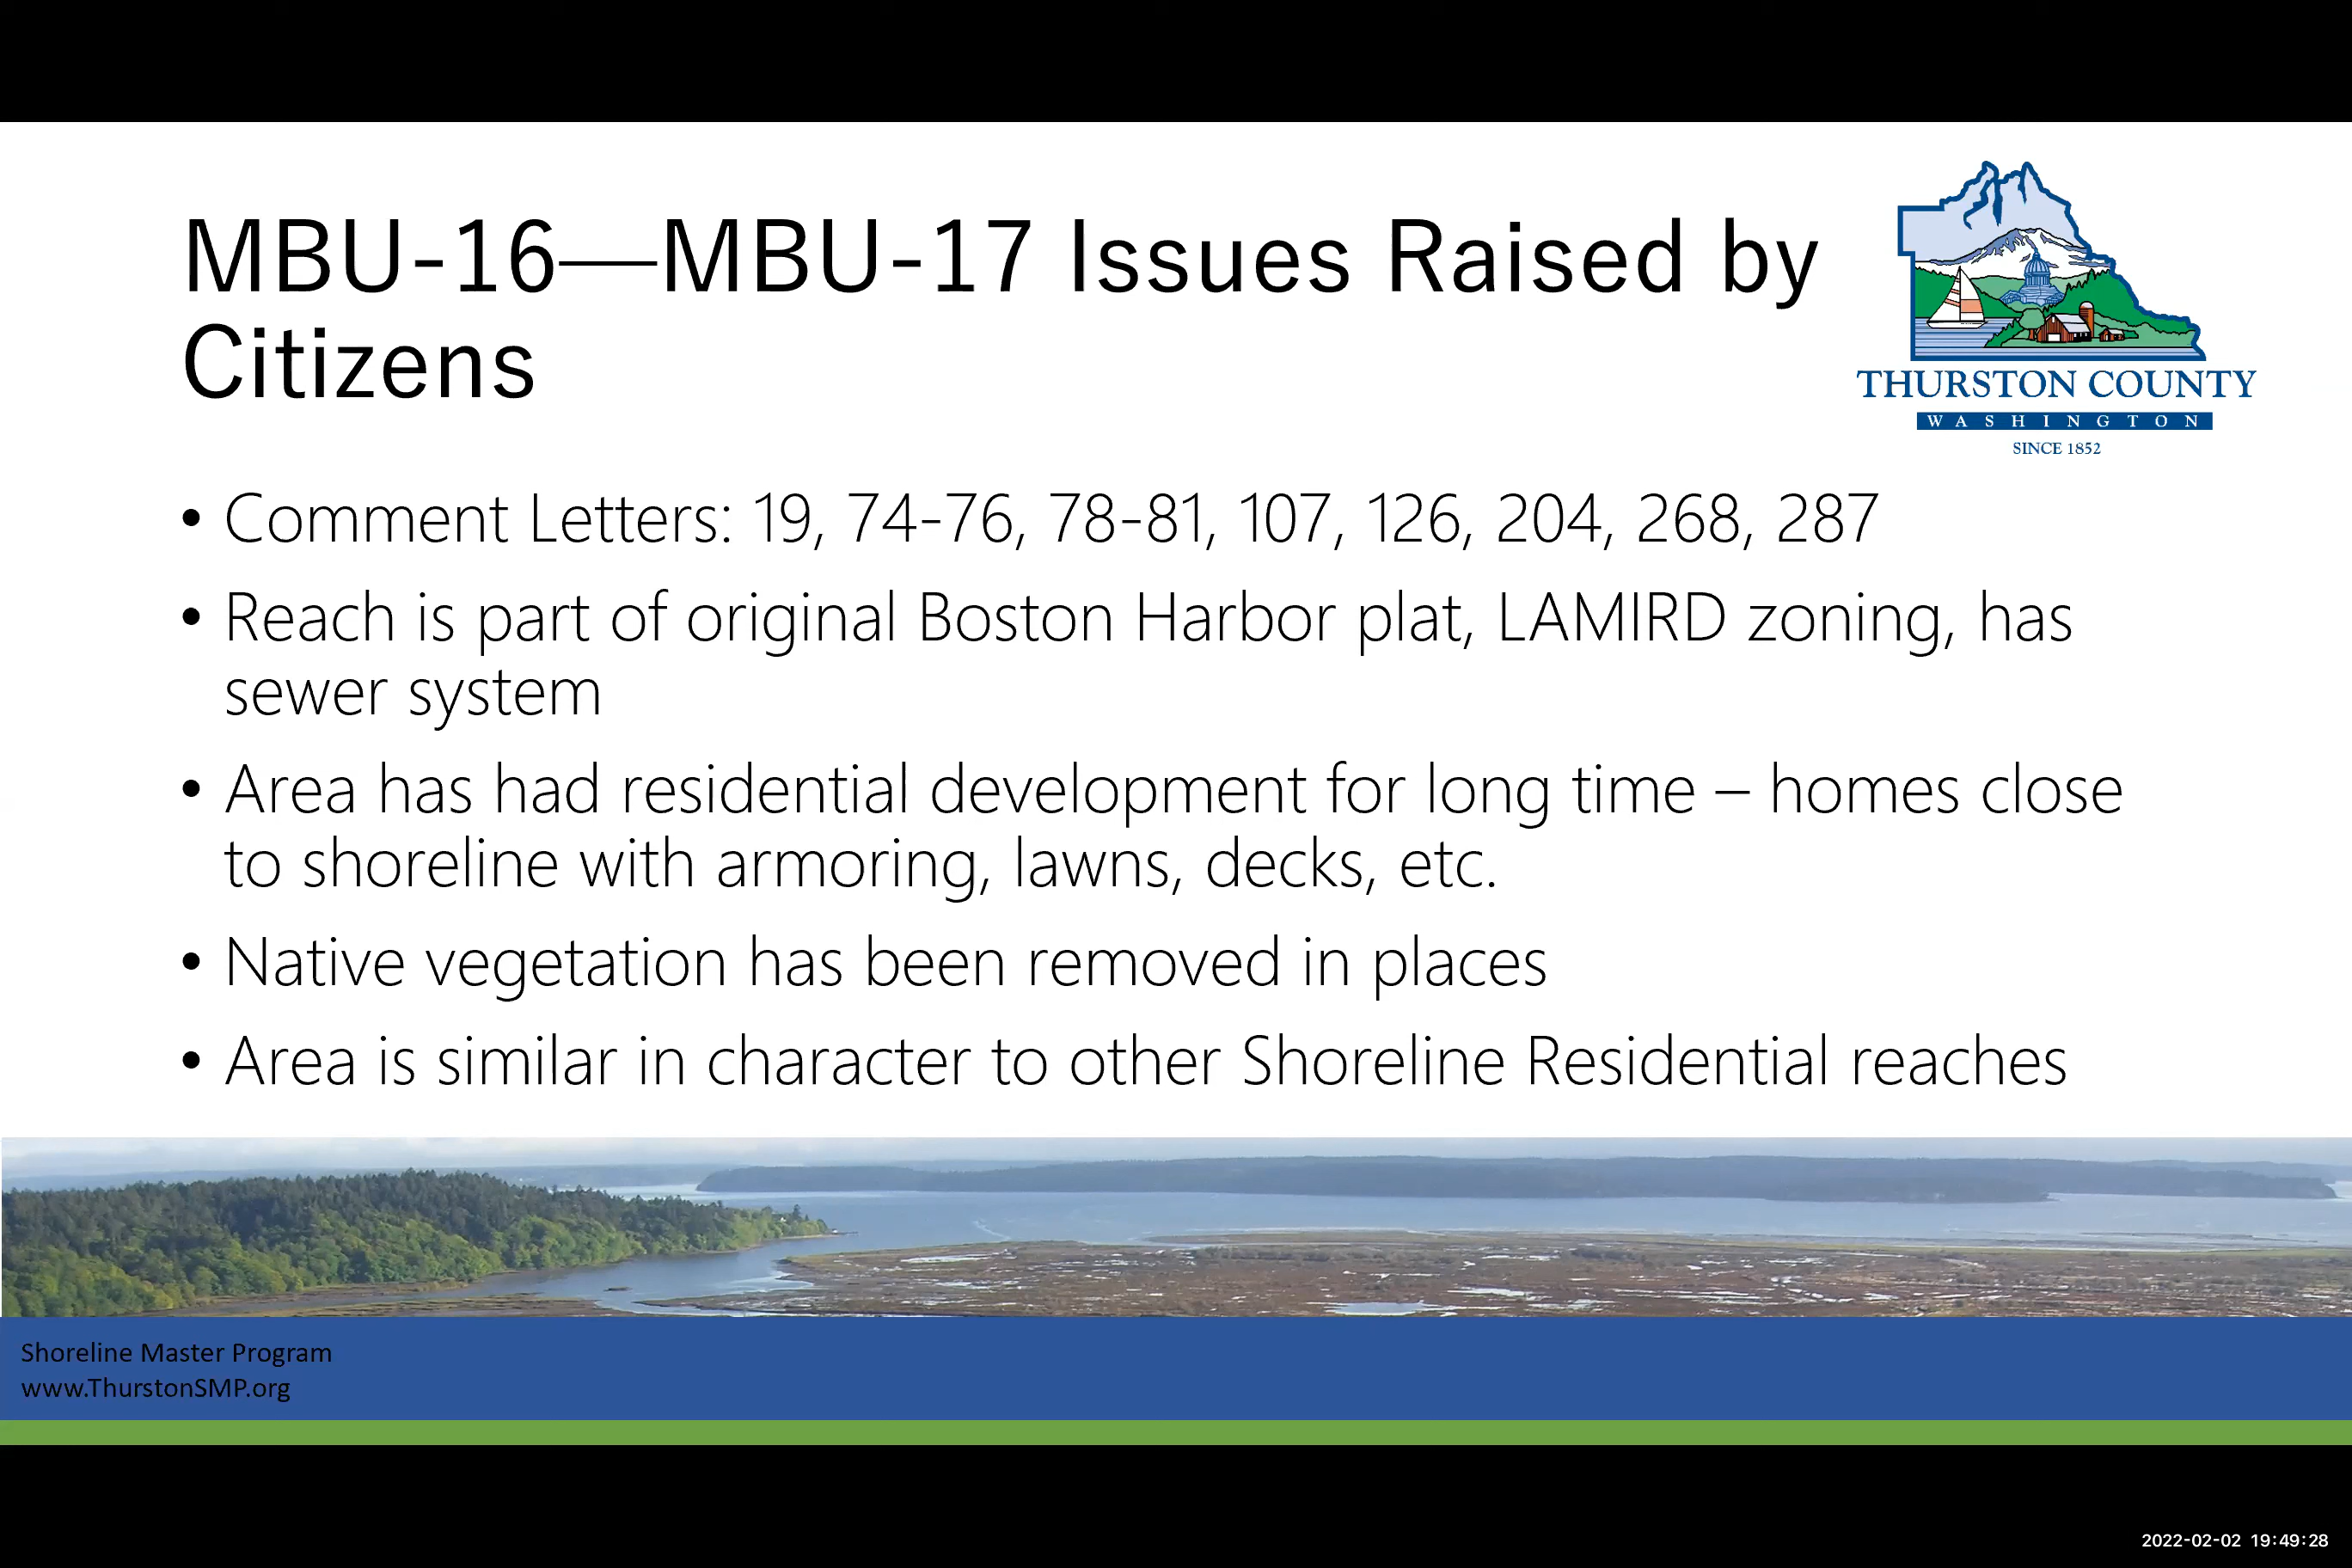 MBU-16—MBU-17 Issues Raised by
Citizens
THURSTON COUNTY
WASHINGTON
SINCE 1852
• Comment Letters: 19, 74-76, 78-81, 107, 126, 204, 268, 287
• Reach is part of original Boston Harbor plat, LAMIRD zoning, has
sewer system
• Area has had residential development for long time – homes close
to shoreline with armoring, lawns, decks, etc.
• Native vegetation has been removed in places
• Area is similar in character to other Shoreline Residential reaches
Shoreline Master Program
www.ThurstonSMP.org
2022-02-02 19:49:28